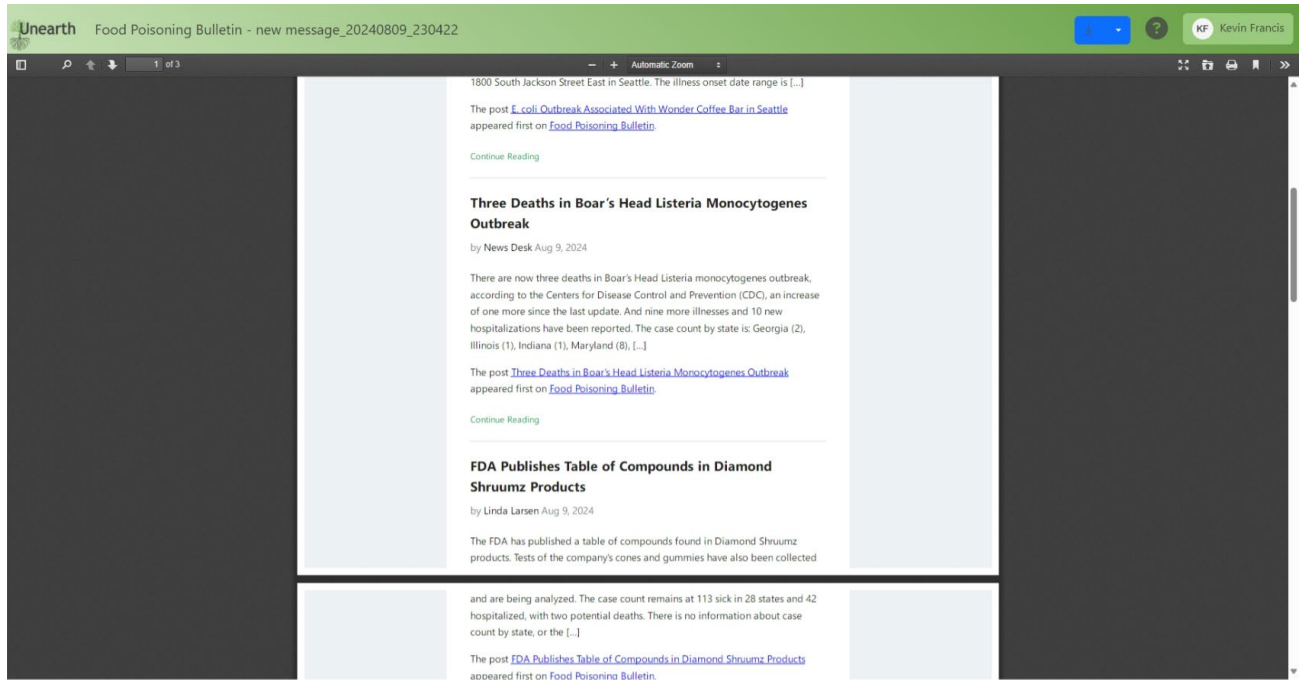 Unearth
Food Poisoning Bulletin - new message_20240809_230422
KF Kevin Francis
1 of 3
Automatic Zoom
1800 South Jackson Street East in Seattle. The illness onset date range is [...]
The post E. coli Outbreak Associated With Wonder Coffee Bar in Seattle
appeared first on Food Poisoning Bulletin.
Continue Reading
Three Deaths in Boar's Head Listeria Monocytogenes
Outbreak
by News Desk Aug 9, 2024
There are now three deaths in Boar's Head Listeria monocytogenes outbreak,
according to the Centers for Disease Control and Prevention (CDC), an increase
of one more since the last update. And nine more illnesses and 10 new
hospitalizations have been reported. The case count by state is: Georgia (2),
Illinois (1), Indiana (1), Maryland (8), [...]
The post Three Deaths in Boar's Head Listeria Monocytogenes Outbreak
appeared first on Food Poisoning Bulletin.
Continue Reading
FDA Publishes Table of Compounds in Diamond
Shruumz Products
by Linda Larsen Aug 9, 2024
The FDA has published a table of compounds found in Diamond Shruumz
products. Tests of the company's cones and gummies have also been collected
and are being analyzed. The case count remains at 113 sick in 28 states and 42
hospitalized, with two potential deaths. There is no information about case
count by state, or the [...]
The post FDA Publishes Table of Compounds in Diamond Shruumz Products
appeared first on Food Poisoning Bulletin.